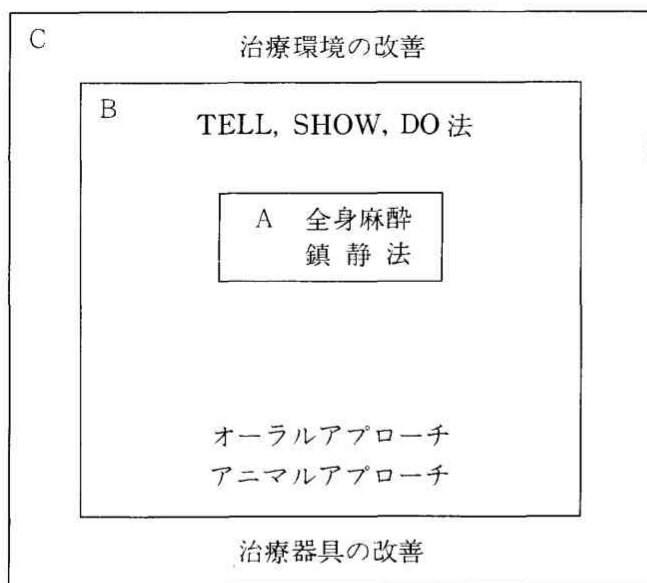 C
治療環境の改善
B
TELL, SHOW, DO 法
A 全身麻酔
鎮 静 法
オーラルアプローチ
アニマルアプローチ
治療器具の改善